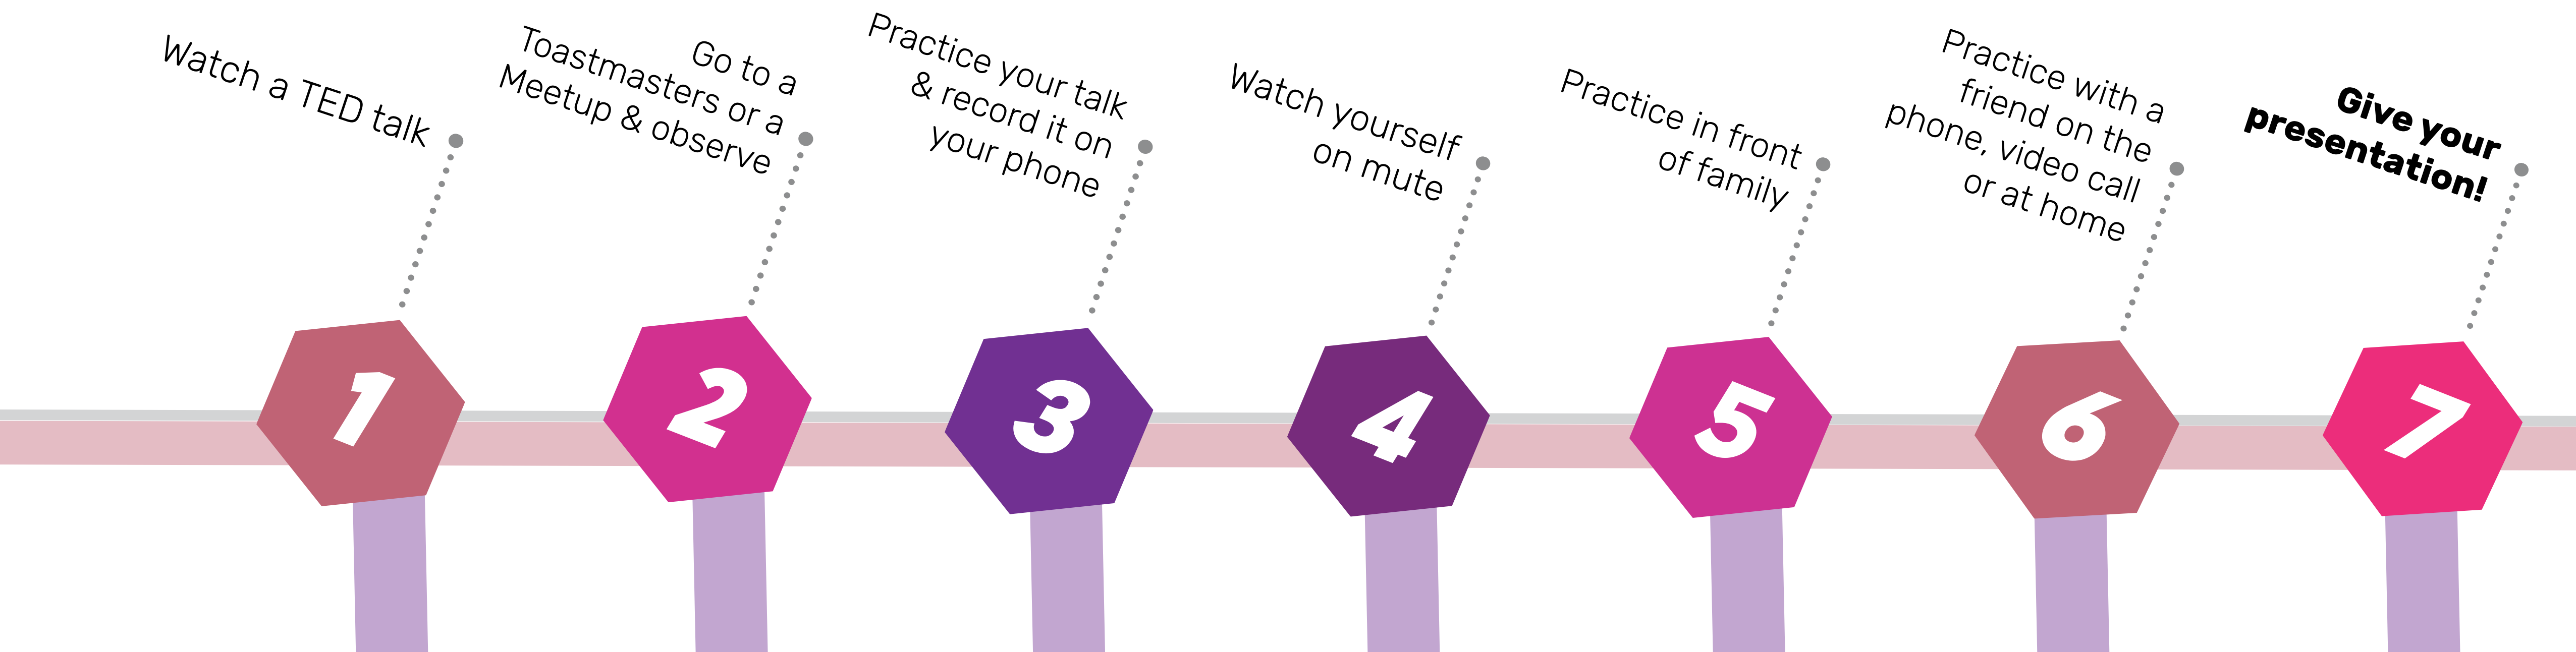 Watch a TED talk
Go to a
Toastmasters or a
Meetup & observe
Practice your talk
& record it on
your phone
Watch yourself
on mute
Practice in front
of family
Practice with a
friend on the
phone, video call
or at home
Give your
presentation!
1
2
3
4
5
6
7